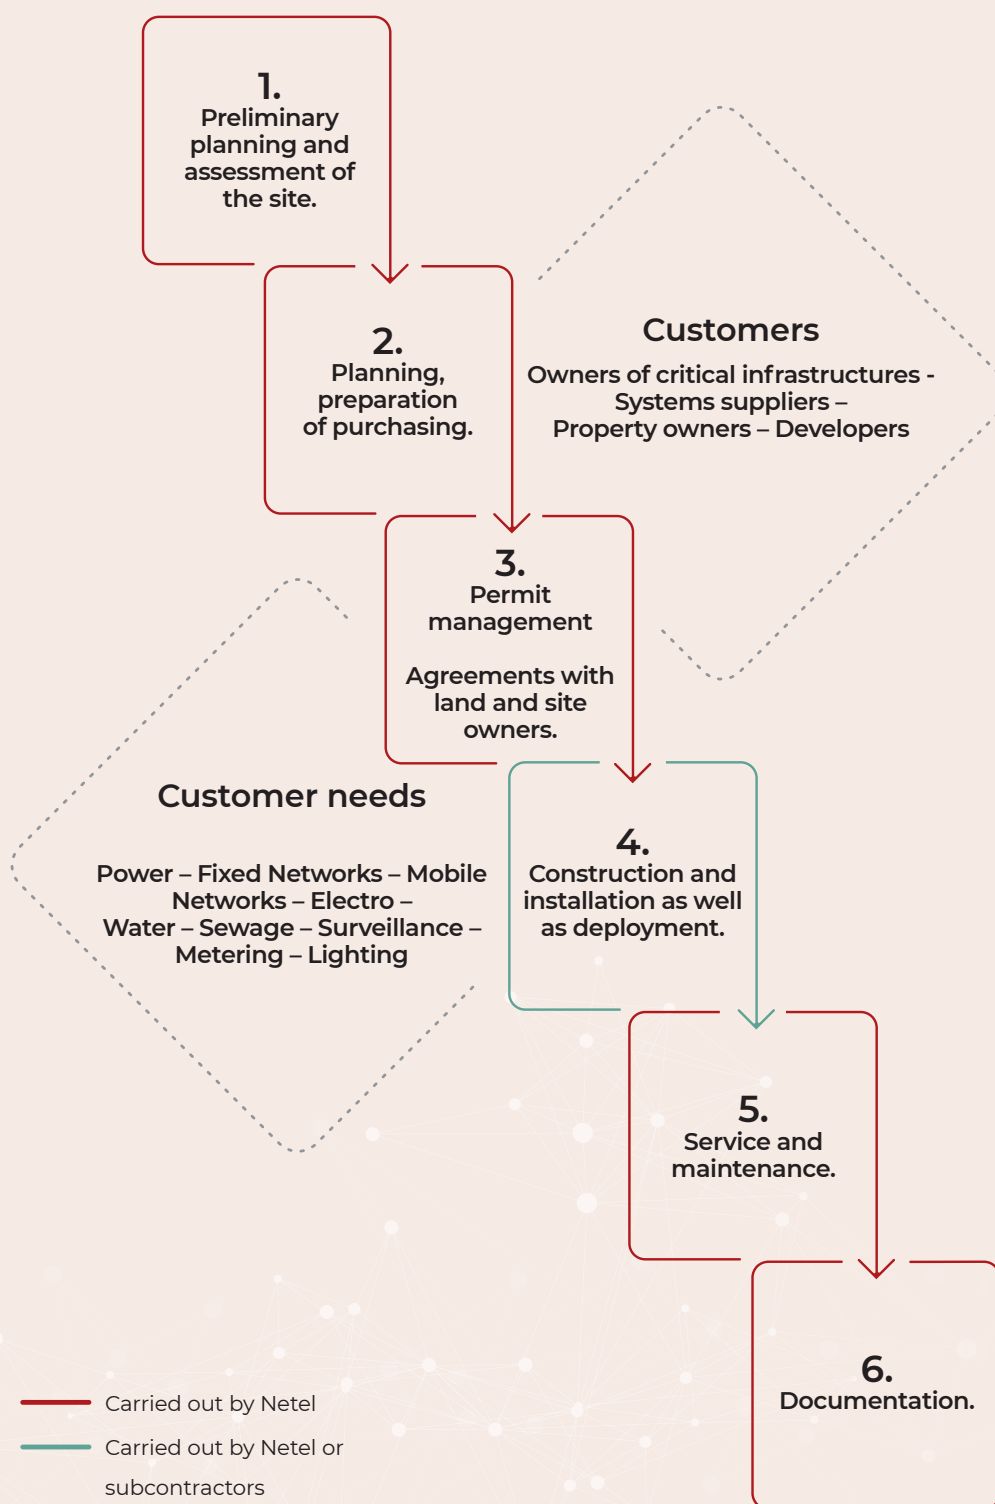 1.
Preliminary
planning and
assessment of
the site.
2.
Planning,
preparation
of purchasing.
Customers
Owners of critical infrastructures -
Systems suppliers –
Property owners – Developers
3.
Permit
management
Agreements with
land and site
owners.
Customer needs
Power – Fixed Networks – Mobile
Networks – Electro –
Water – Sewage – Surveillance –
Metering – Lighting
4.
Construction and
installation as well
as deployment.
5.
Service and
maintenance.
6.
Documentation.
Carried out by Netel
Carried out by Netel or
subcontractors